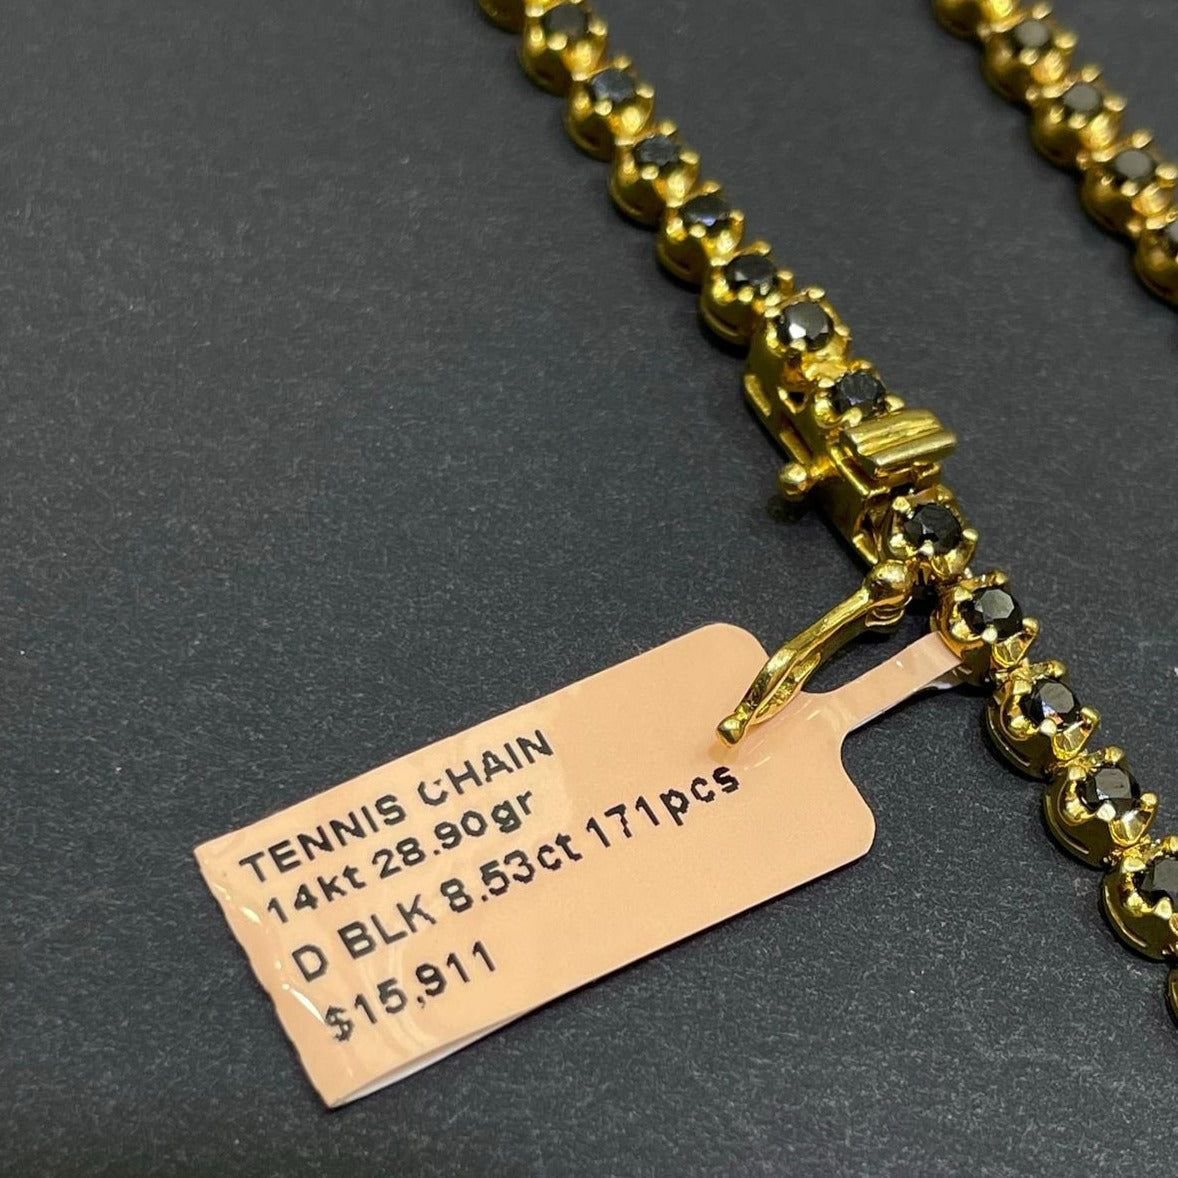 TENNIS CHAIN
14kt 28.90gr
D BLK 8.53ct 171pcs
$15,911